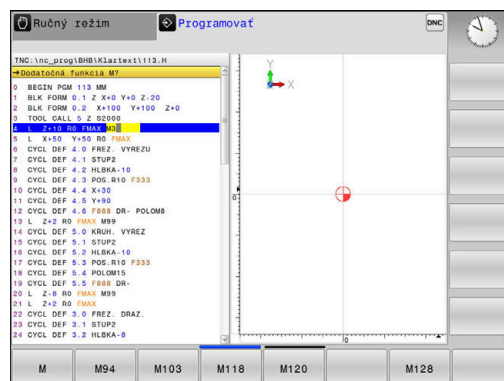 Ručný režim
Programovať
DNC
TNC:\nc_prog\BHB\Klartext\113.H
→Dodatočná funkcia M?
0 BEGIN PGM 113 MM
1 BLK FORM 0.1 Z X+0 Y+0 Z-20
2 BLK FORM 0.2 X+100 Y+100 Z+0
3 TOOL CALL 5 Z S2000
4 L Z+10 R0 FMAX M3
5 L X+50 Y+50 R0 FMAX
6 CYCL DEF 4.0 FREZ. VYREZU
7 CYCL DEF 4.1 STUP2
8 CYCL DEF 4.2 HLBKA-10
9 CYCL DEF 4.3 POS.R10 F333
10 CYCL DEF 4.4 X+30
11 CYCL DEF 4.5 Y+90
12 CYCL DEF 4.6 F888 DR- POLOM8
13 L Z+2 R0 FMAX M99
14 CYCL DEF 5.0 KRUH. VYREZ
15 CYCL DEF 5.1 STUP2
16 CYCL DEF 5.2 HLBKA-10
17 CYCL DEF 5.3 POS.R10 F333
18 CYCL DEF 5.4 POLOM15
19 CYCL DEF 5.5 F888 DR-
20 L Z-8 R0 FMAX M99
21 L Z+2 R0 FMAX
22 CYCL DEF 3.0 FREZ. DRAZ.
23 CYCL DEF 3.1 STUP2
24 CYCL DEF 3.2 HLBKA-8
Y
X
0
0
M M94 M103 M118 M120 M128